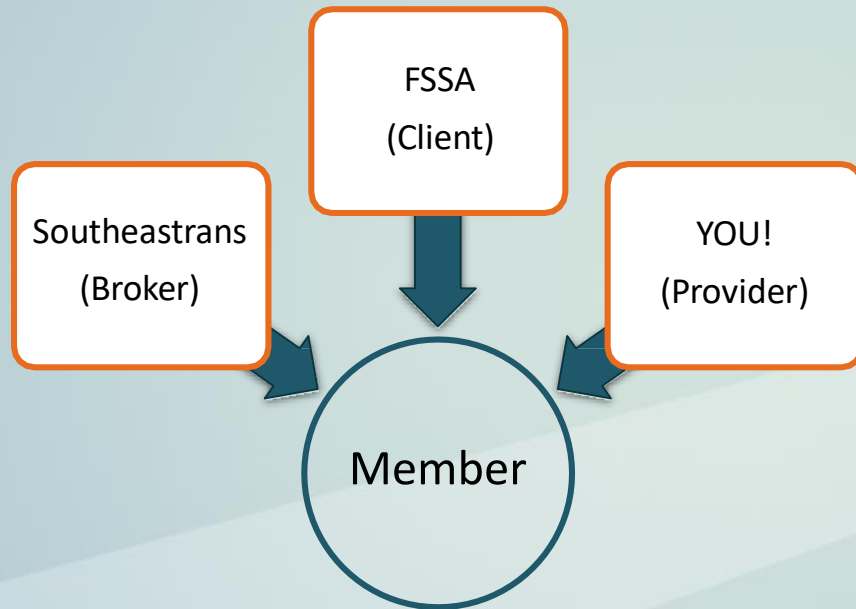 FSSA
(Client)
Southeastrans
(Broker)
YOU!
(Provider)
Member